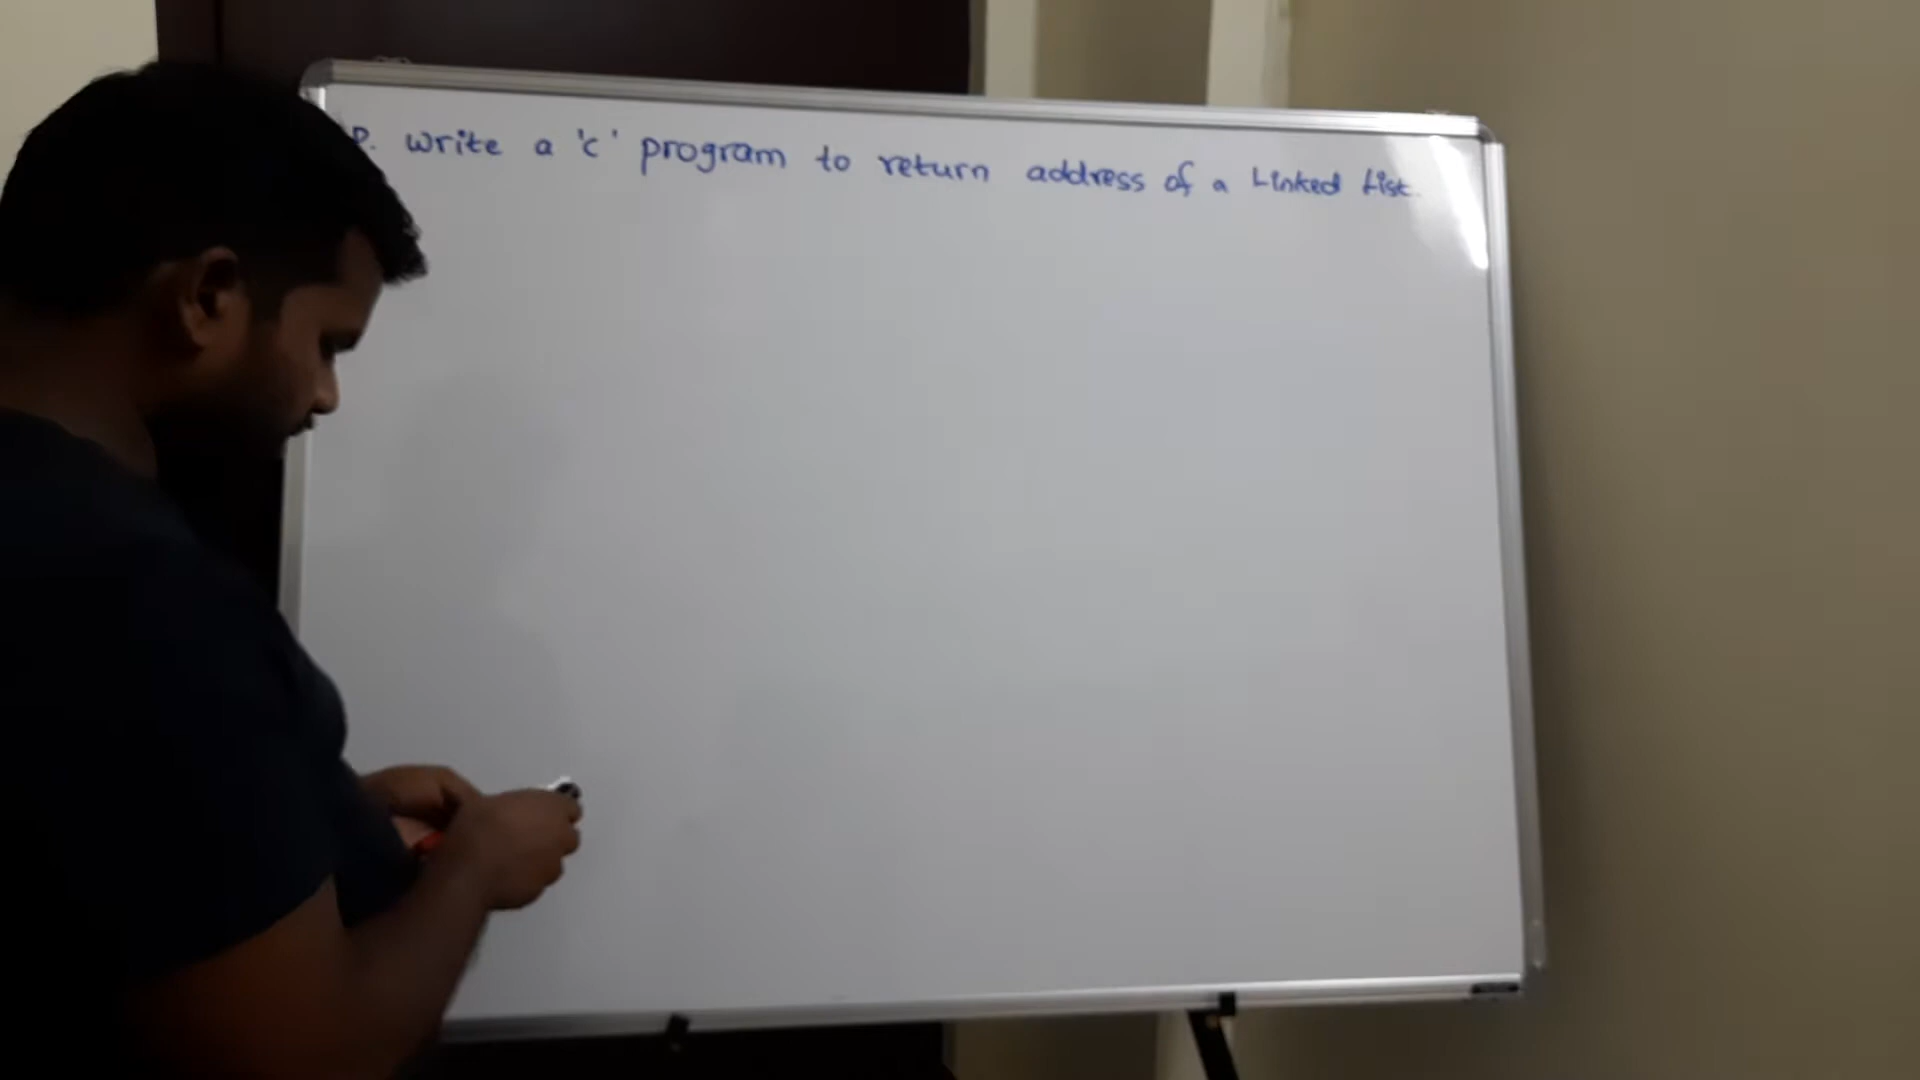 P. write a 'c' program to return address of a Linked List.